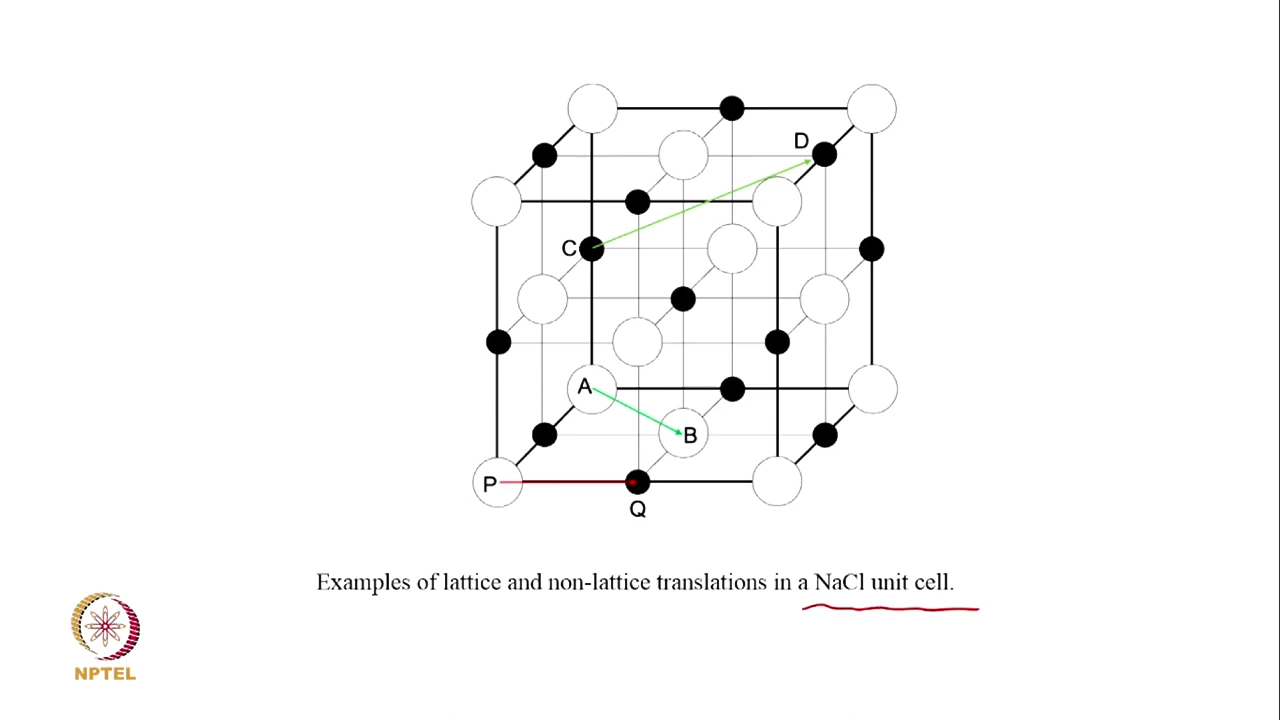 D
C
A
B
P
Q
Examples of lattice and non-lattice translations in a NaCl unit cell.
NPTEL